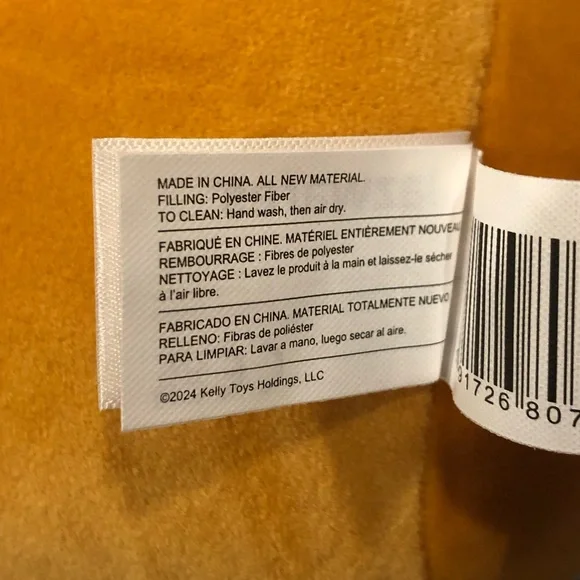 MADE IN CHINA. ALL NEW MATERIAL.
FILLING: Polyester Fiber
TO CLEAN: Hand wash, then air dry.
FABRIQUÉ EN CHINE. MATÉRIEL ENTIÈREMENT NOUVEAU
REMBOURRAGE : Fibres de polyester
NETTOYAGE : Lavez le produit à la main et laissez-le sécher
à l'air libre.
FABRICADO EN CHINA. MATERIAL TOTALMENTE NUEVO
RELLENO: Fibras de poliéster
PARA LIMPIAR: Lavar a mano, luego secar al aire.
©2024 Kelly Toys Holdings, LLC
91726 807